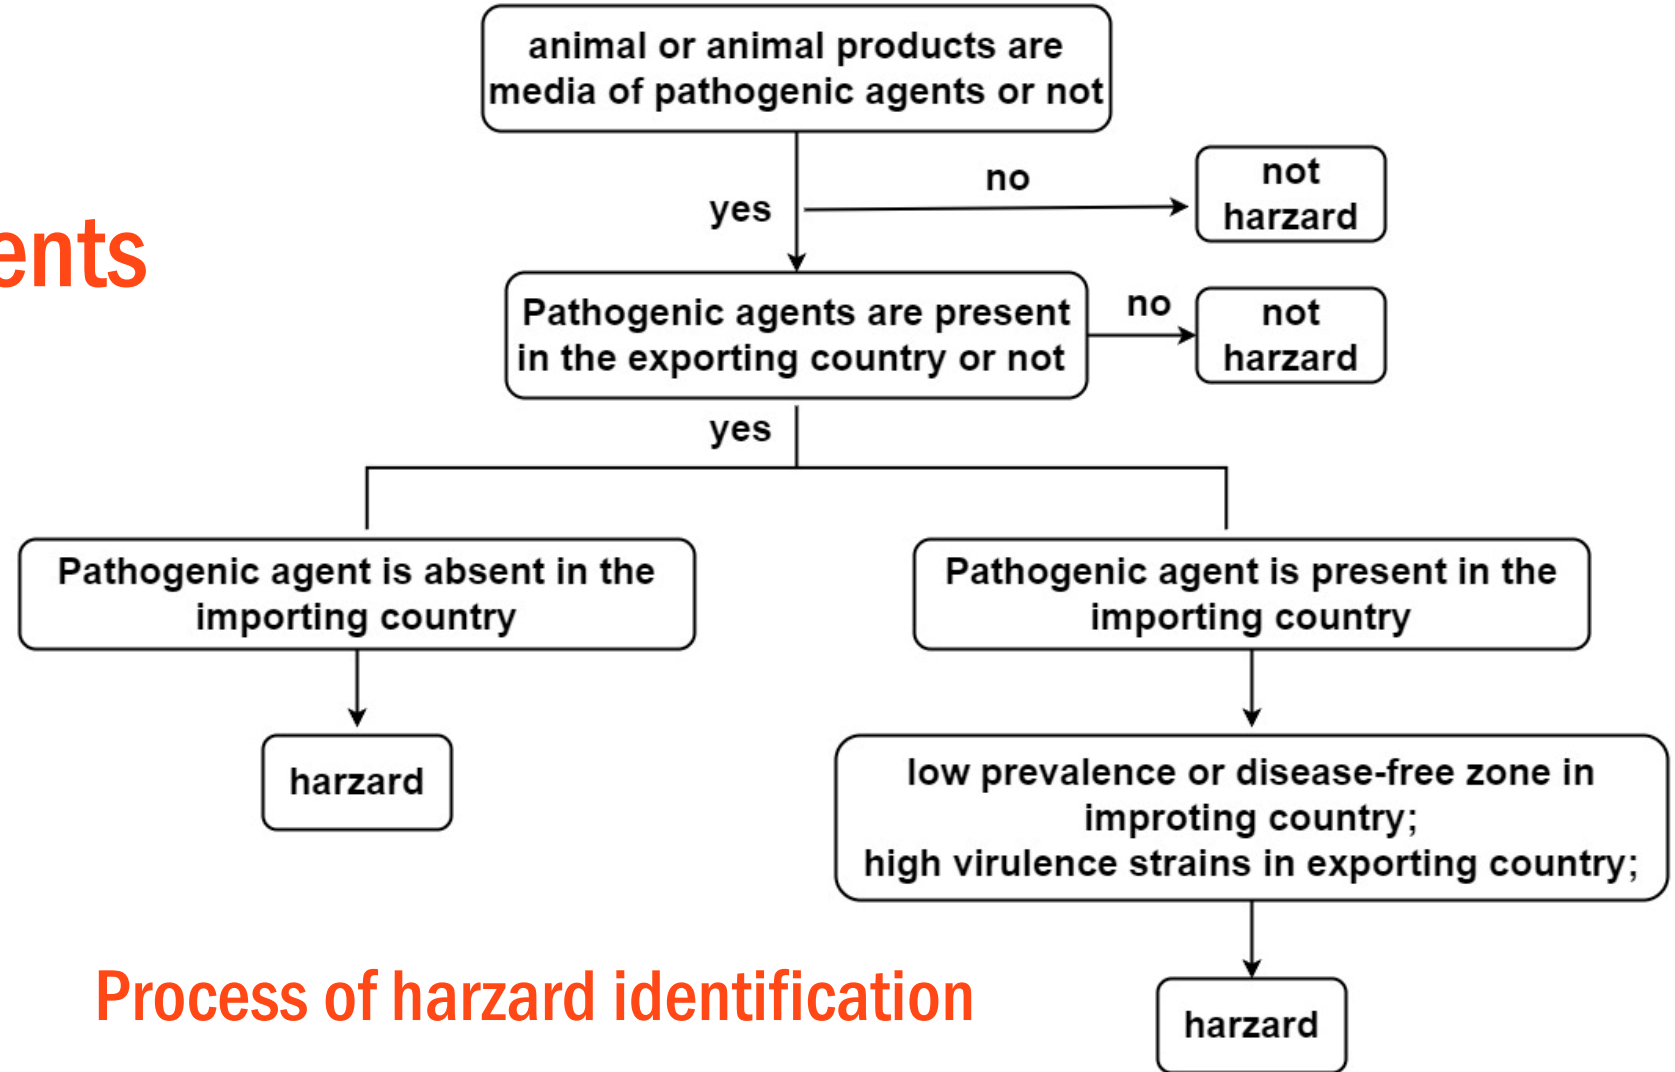 animal or animal products are
media of pathogenic agents or not
no
not
harzard
yes
ents
Pathogenic agents are present
in the exporting country or not
no
not
harzard
yes
Pathogenic agent is absent in the
importing country
Pathogenic agent is present in the
importing country
harzard
low prevalence or disease-free zone in
improting country;
high virulence strains in exporting country;
Process of harzard identification
harzard